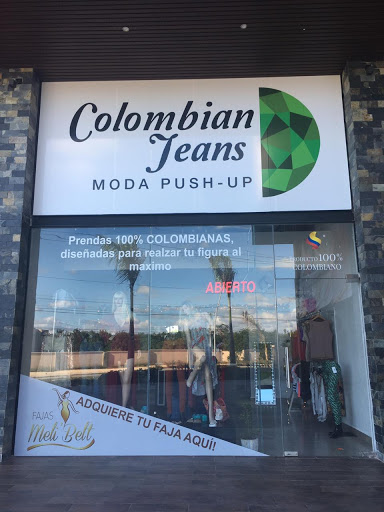 Colombian
Jeans
MODA PUSH-UP
Prendas 100% COLOMBIANAS,
diseñadas para realzar tu figura al
maximo
PRODUCTO 100%
COLOMBIANO
ABIERTO
ADQUIERE TU FAJA AQUÍ!
FAJAS
Meli Belt